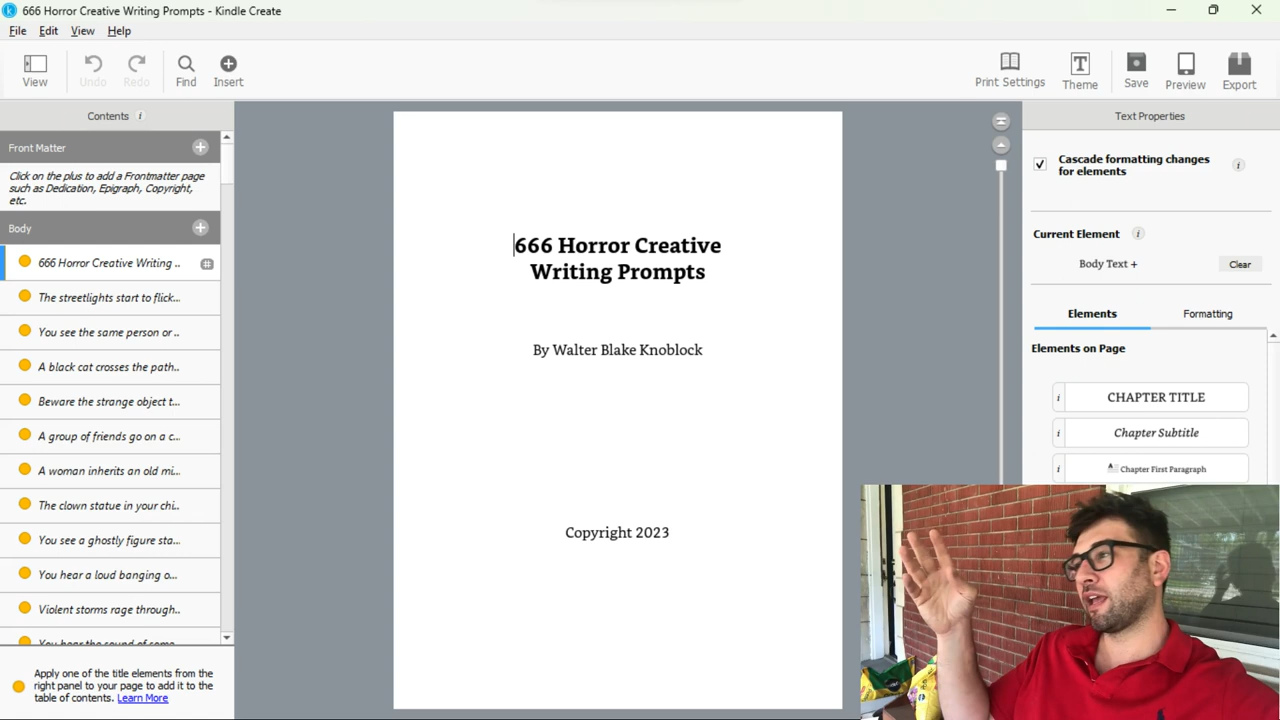 666 Horror Creative Writing Prompts - Kindle Create
File Edit View Help
View Undo Redo Find Insert
Print Settings Theme Save Preview Export
Contents i
Front Matter
Click on the plus to add a Frontmatter page
such as Dedication, Epigraph, Copyright,
etc.
Body
666 Horror Creative Writing ..
The streetlights start to flick...
You see the same person or ..
A black cat crosses the path..
Beware the strange object t...
A group of friends go on a c...
A woman inherits an old mi...
The clown statue in your chi...
You see a ghostly figure sta...
You hear a loud banging o...
Violent storms rage through..
You hear the sound of some
Apply one of the title elements from the
right panel to your page to add it to the
table of contents. Learn More
666 Horror Creative
Writing Prompts
By Walter Blake Knoblock
Copyright 2023
Text Properties
Cascade formatting changes
for elements i
Current Element i
Body Text + Clear
Elements Formatting
Elements on Page
i CHAPTER TITLE
i Chapter Subtitle
i A Chapter First Paragraph